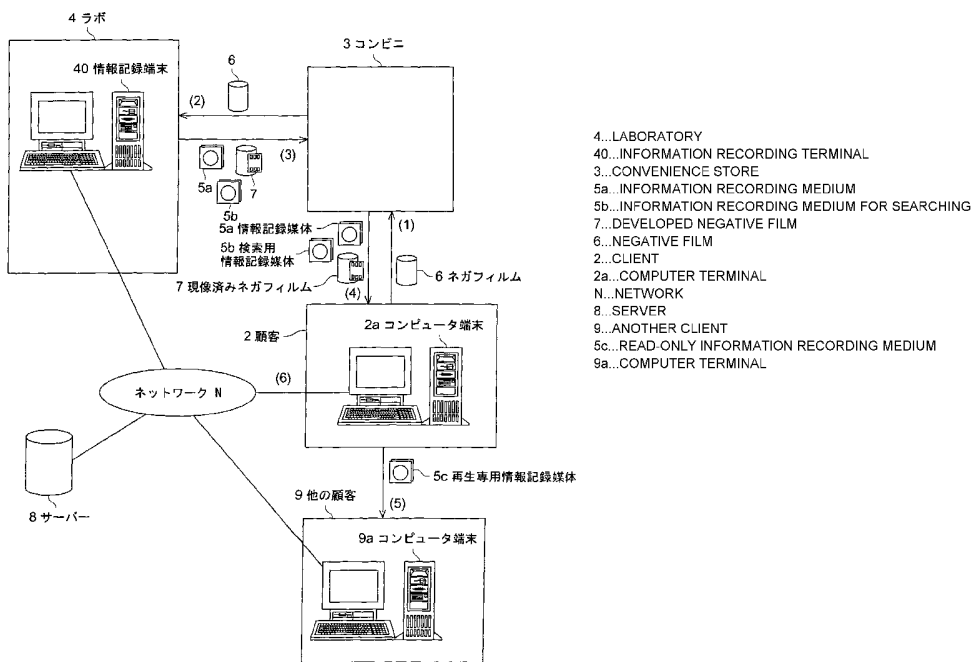 4 ラボ
40 情報記録端末
3 コンビニ
6
(2)
(3)
5a
7
5b
(1)
5a 情報記録媒体
5b 検索用
情報記録媒体
7 現像済みネガフィルム
(4)
6 ネガフィルム
2 顧客
2a コンピュータ端末
(6)
ネットワーク N
8 サーバー
5c 再生専用情報記録媒体
(5)
9 他の顧客
9a コンピュータ端末
4...LABORATORY
40...INFORMATION RECORDING TERMINAL
3...CONVENIENCE STORE
5a...INFORMATION RECORDING MEDIUM
5b...INFORMATION RECORDING MEDIUM FOR SEARCHING
7...DEVELOPED NEGATIVE FILM
6...NEGATIVE FILM
2...CLIENT
2a...COMPUTER TERMINAL
N...NETWORK
8...SERVER
9...ANOTHER CLIENT
5c...READ-ONLY INFORMATION RECORDING MEDIUM
9a...COMPUTER TERMINAL